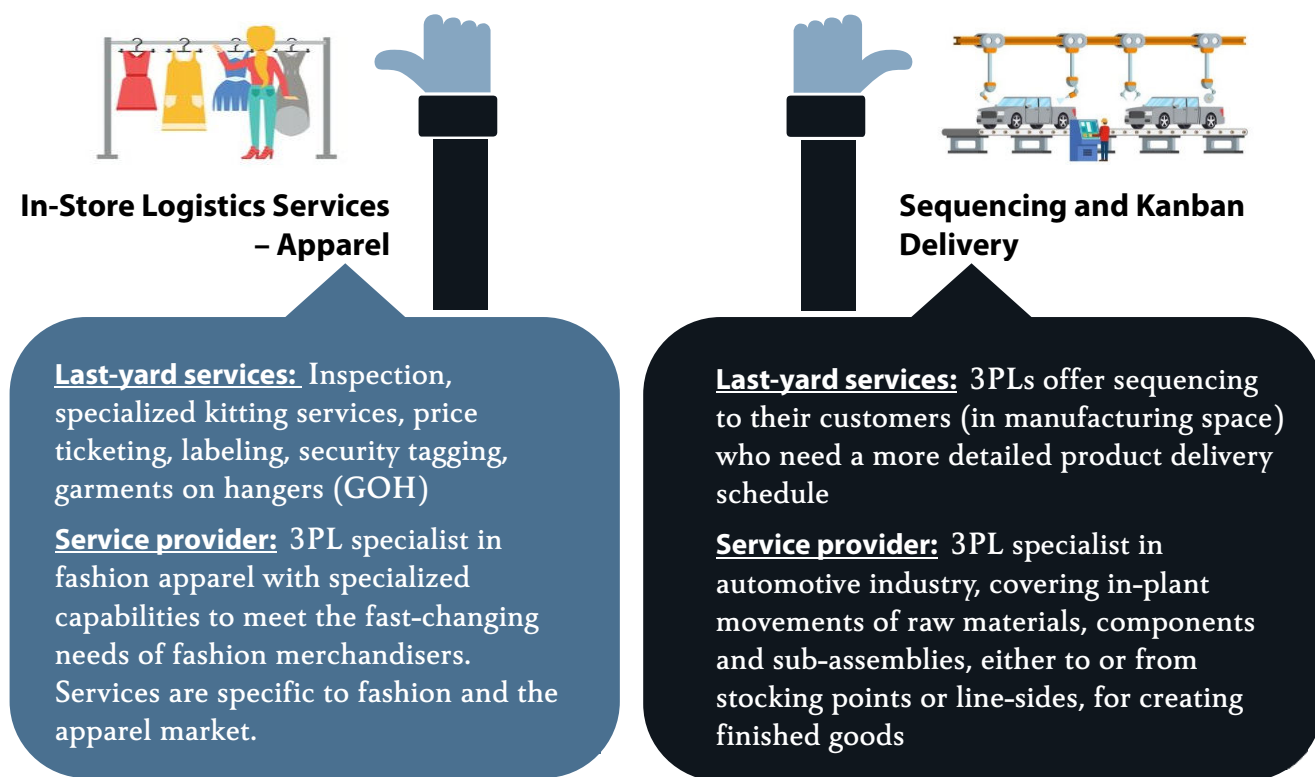 In-Store Logistics Services
– Apparel
Last-yard services: Inspection,
specialized kitting services, price
ticketing, labeling, security tagging,
garments on hangers (GOH)
Service provider: 3PL specialist in
fashion apparel with specialized
capabilities to meet the fast-changing
needs of fashion merchandisers.
Services are specific to fashion and the
apparel market.
Sequencing and Kanban
Delivery
Last-yard services: 3PLs offer sequencing
to their customers (in manufacturing space)
who need a more detailed product delivery
schedule
Service provider: 3PL specialist in
automotive industry, covering in-plant
movements of raw materials, components
and sub-assemblies, either to or from
stocking points or line-sides, for creating
finished goods